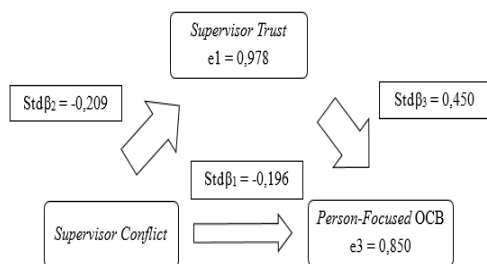 Supervisor Trust
e1 = 0,978
Stdβ₂ = -0,209
Stdβ₃ = 0,450
Stdβ₁ = -0,196
Supervisor Conflict
Person-Focused OCB
e3 = 0,850